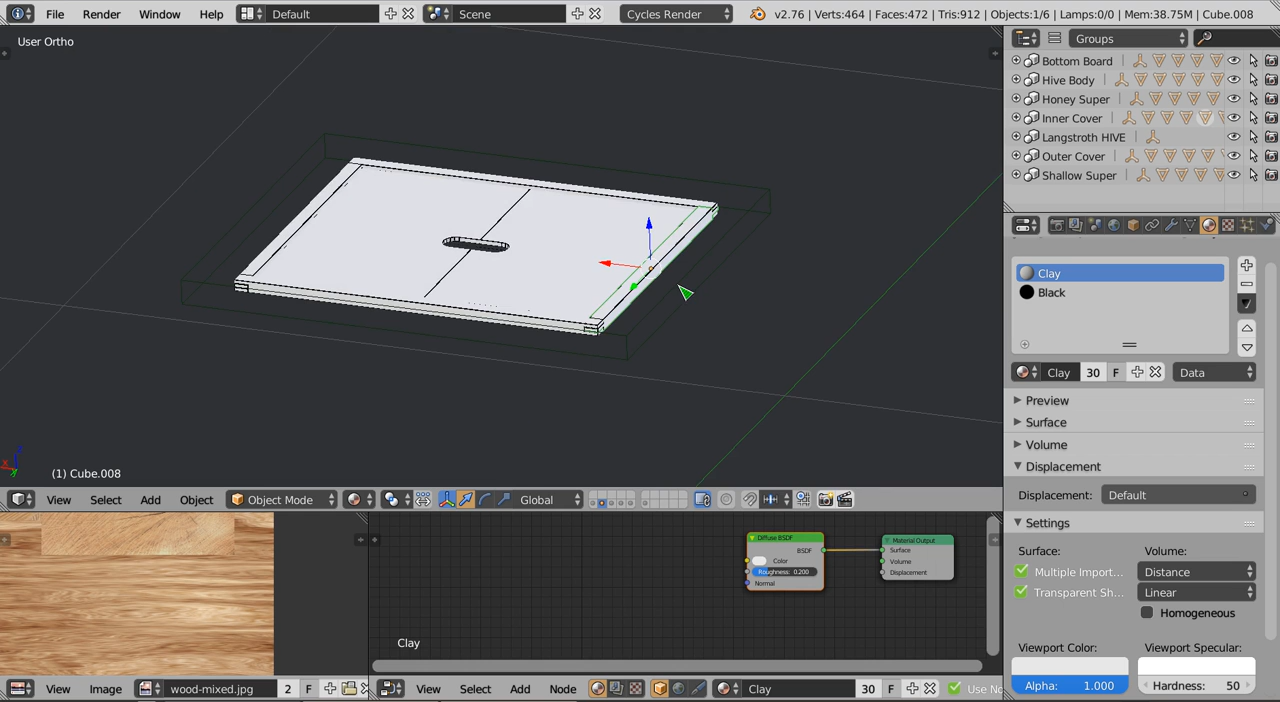 File Render Window Help Default Scene Cycles Render v2.76 | Verts:464 | Faces:472 | Tris:912 | Objects:1/6 | Lamps:0/0 | Mem:38.75M | Cube.008
User Ortho
Groups
Bottom Board
Hive Body
Honey Super
Inner Cover
Langstroth HIVE
Outer Cover
Shallow Super
Clay
Black
Clay 30 F Data
Preview
Surface
Volume
Displacement
Displacement: Default
Settings
Surface: Volume:
Multiple Import... Distance
Transparent Sh... Linear
Homogeneous
Viewport Color: Viewport Specular:
Alpha: 1.000 Hardness: 50
X Z
(1) Cube.008
View Select Add Object Object Mode Global
Diffuse BSDF
BSDF
Color
Roughness: 0.200
Normal
Material Output
Surface
Volume
Displacement
Clay
View Image wood-mixed.jpg 2 F
View Select Add Node Clay 30 F Use No